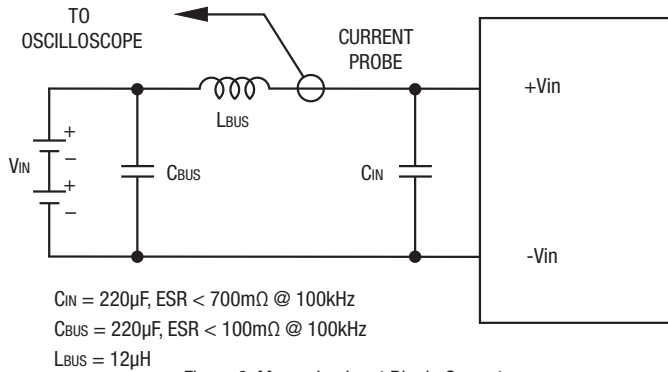 TO
OSCILLOSCOPE
CURRENT
PROBE
+Vin
LBUS
VIN
+
−
+
−
CBUS
CIN
-Vin
CIN = 220μF, ESR < 700mΩ @ 100kHz
CBUS = 220μF, ESR < 100mΩ @ 100kHz
LBUS = 12μH